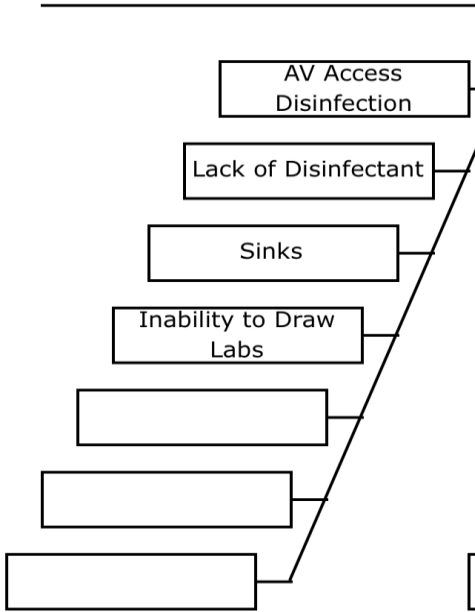 AV Access
Disinfection
Lack of Disinfectant
Sinks
Inability to Draw
Labs